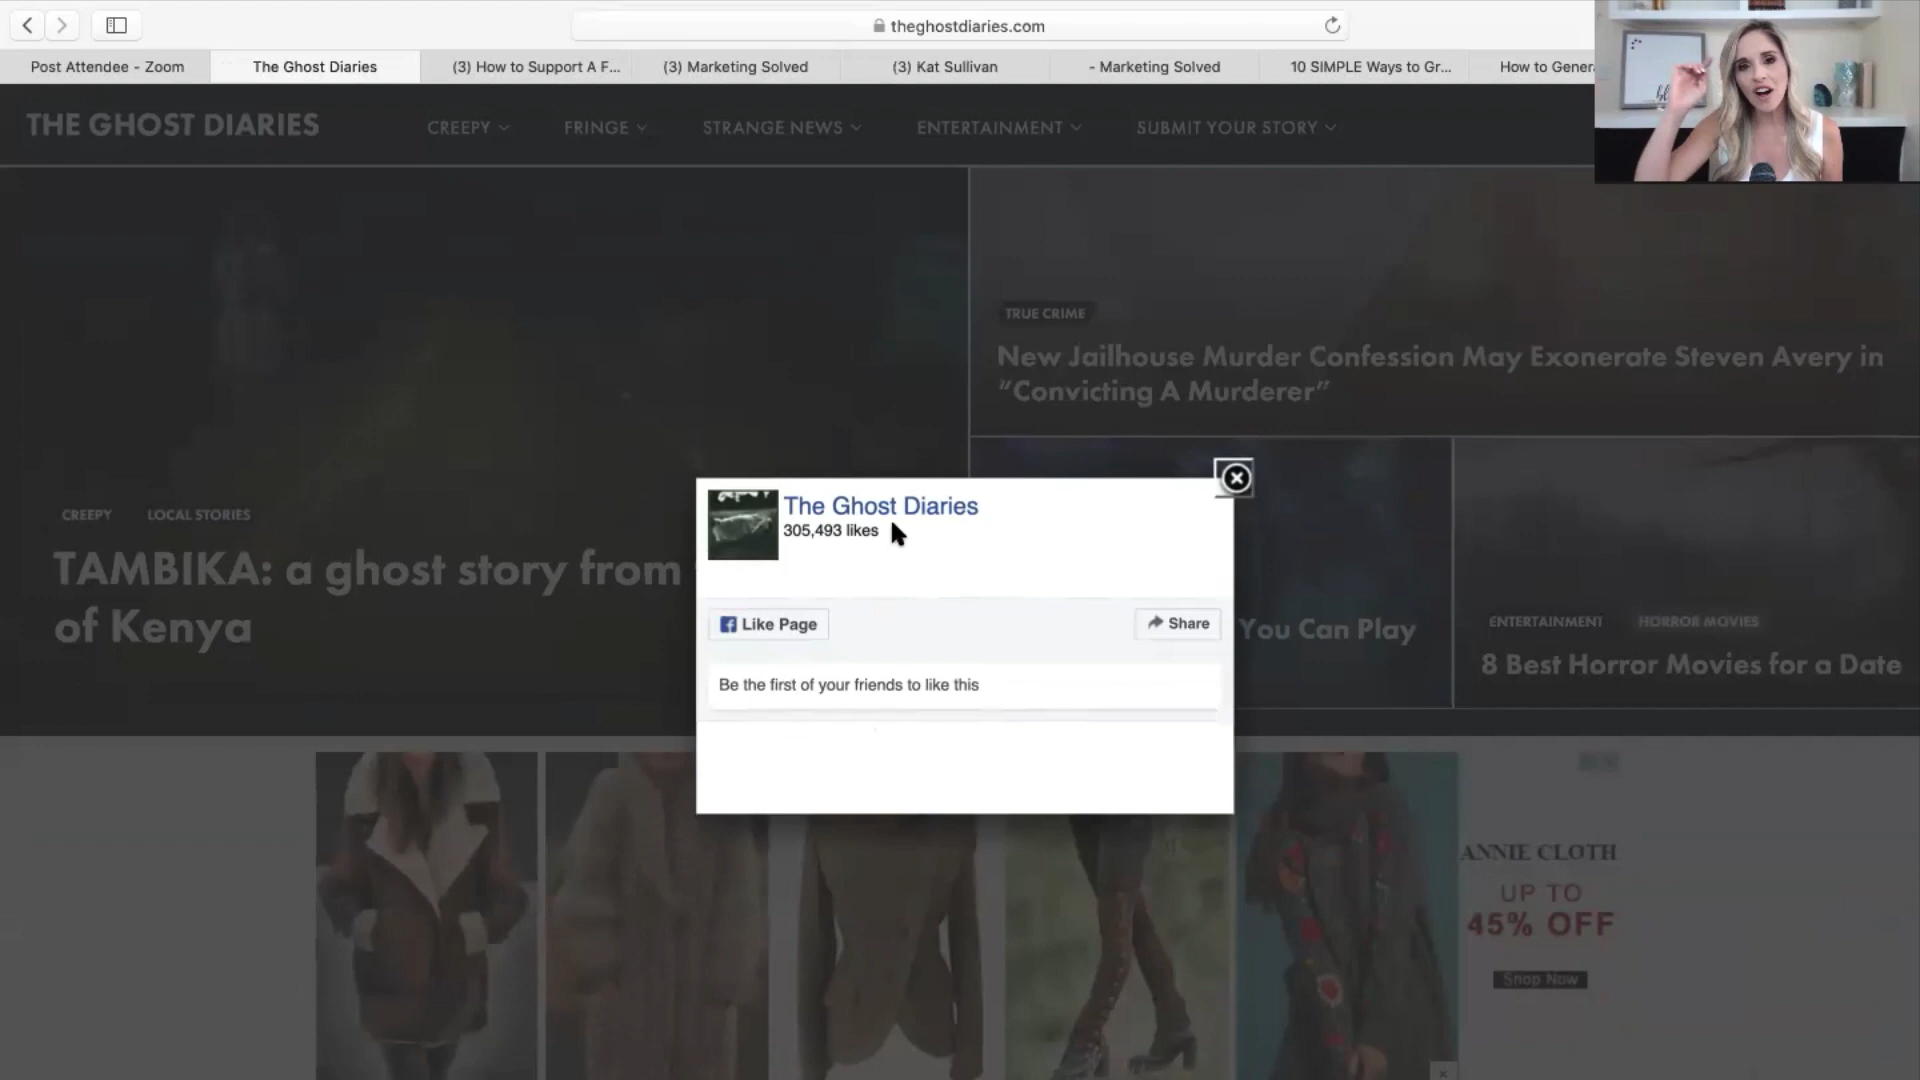 theghostdiaries.com
Post Attendee - Zoom
The Ghost Diaries
(3) How to Support A F...
(3) Marketing Solved
(3) Kat Sullivan
- Marketing Solved
10 SIMPLE Ways to Gr...
How to Gener
THE GHOST DIARIES
CREEPY
FRINGE
STRANGE NEWS
ENTERTAINMENT
SUBMIT YOUR STORY
TRUE CRIME
New Jailhouse Murder Confession May Exonerate Steven Avery in
“Convicting A Murderer”
CREEPY
LOCAL STORIES
TAMBIKA: a ghost story from
of Kenya
The Ghost Diaries
305,493 likes
Like Page
Share
Be the first of your friends to like this
You Can Play
ENTERTAINMENT
HORROR MOVIES
8 Best Horror Movies for a Date
ANNIE CLOTH
UP TO
45% OFF
Shop Now